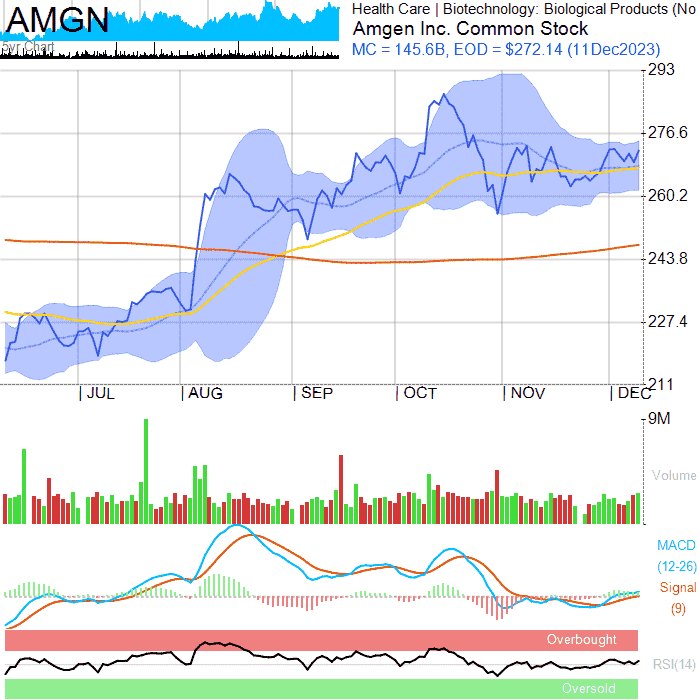 AMGN
5yr Chart
Health Care | Biotechnology: Biological Products (No
Amgen Inc. Common Stock
MC = 145.6B, EOD = $272.14 (11Dec2023)
293
276.6
260.2
243.8
227.4
211
JUL AUG SEP OCT NOV DEC
9M
Volume
MACD
(12-26)
Signal
(9)
Overbought
RSI(14)
Oversold